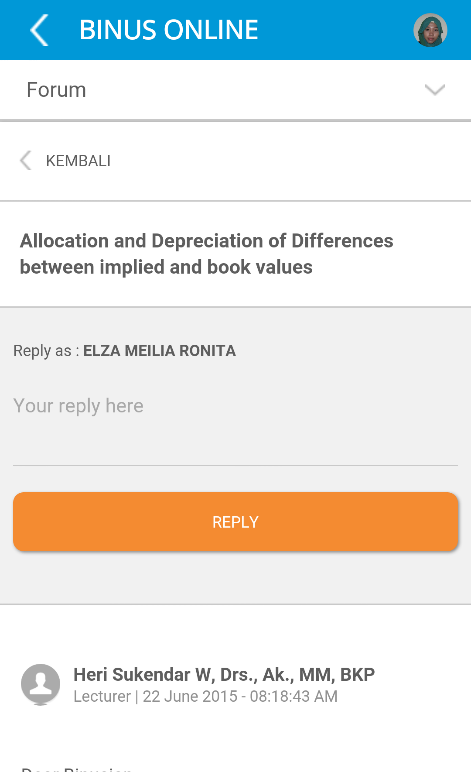 BINUS ONLINE
Forum
KEMBALI
Allocation and Depreciation of Differences
between implied and book values
Reply as : ELZA MEILIA RONITA
Your reply here
REPLY
Heri Sukendar W, Drs., Ak., MM, BKP
Lecturer | 22 June 2015 - 08:18:43 AM